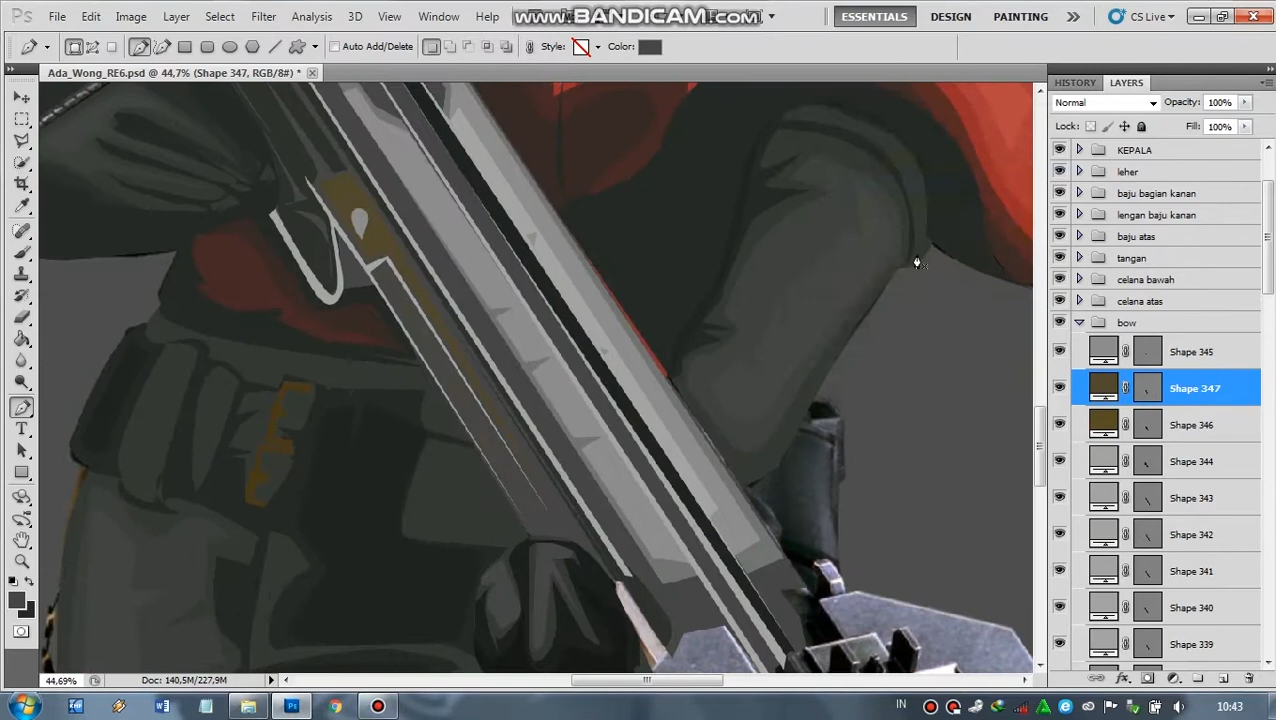 Ps File Edit Image Layer Select Filter Analysis 3D View Window Help www.BANDICAM.com ESSENTIALS DESIGN PAINTING CS Live
Auto Add/Delete Style: Color:
Ada_Wong_RE6.psd @ 44,7% (Shape 347, RGB/8#) *
HISTORY LAYERS
Normal Opacity: 100%
Lock: Fill: 100%
KEPALA
leher
baju bagian kanan
lengan baju kanan
baju atas
tangan
celana bawah
celana atas
bow
Shape 345
Shape 347
Shape 346
Shape 344
Shape 343
Shape 342
Shape 341
Shape 340
Shape 339
44,69% Doc: 140,5M/227,9M
IN 10:43